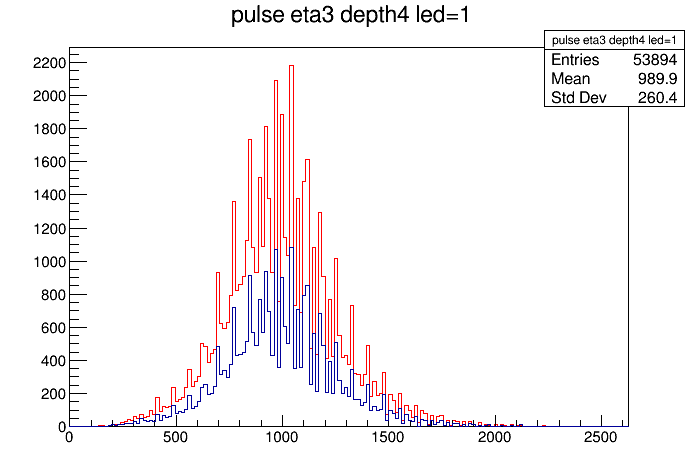 pulse eta3 depth4 led=1
pulse eta3 depth4 led=1
Entries 53894
Mean 989.9
Std Dev 260.4
2200
2000
1800
1600
1400
1200
1000
800
600
400
200
0
0 500 1000 1500 2000 2500